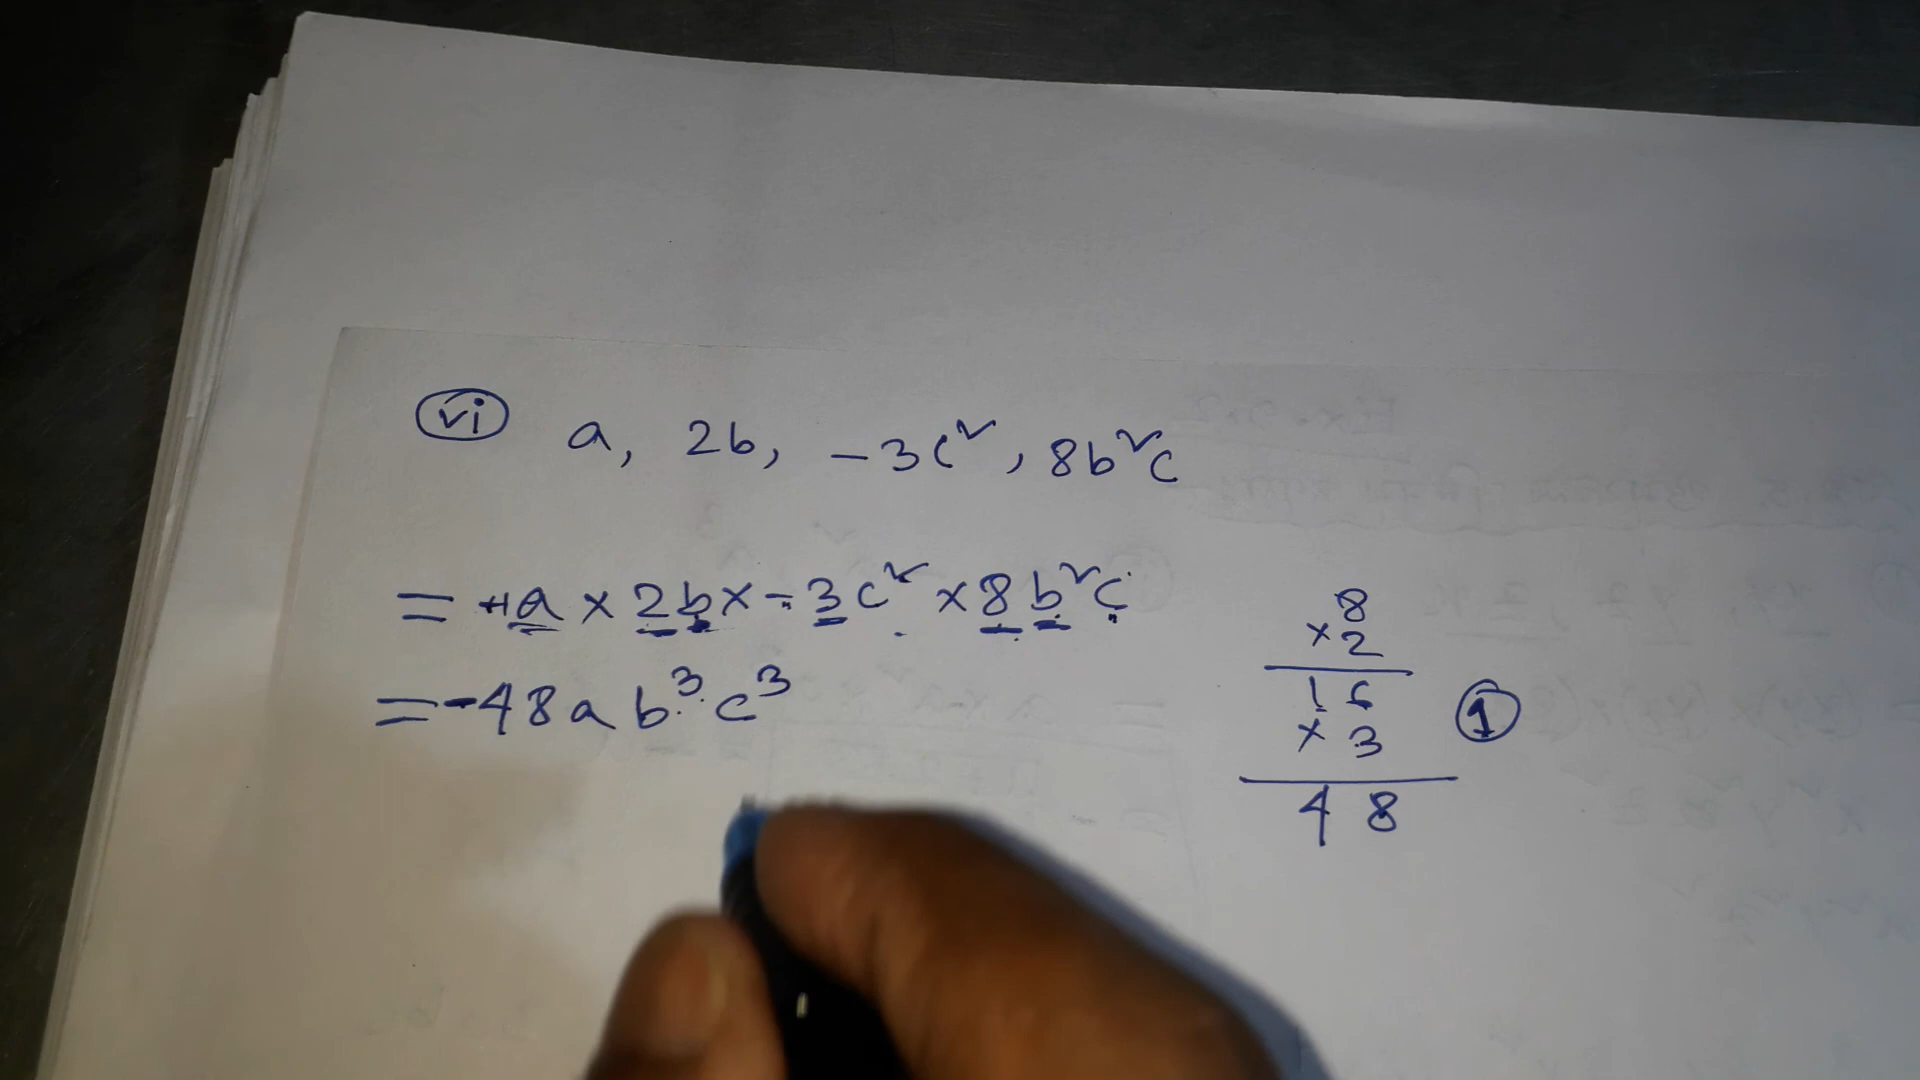 (vi) a, 2b, -3c², 8b²c
= +a × 2b × -3c² × 8b²c
= -48ab³c³
8
×2
16
×3 (1)
48